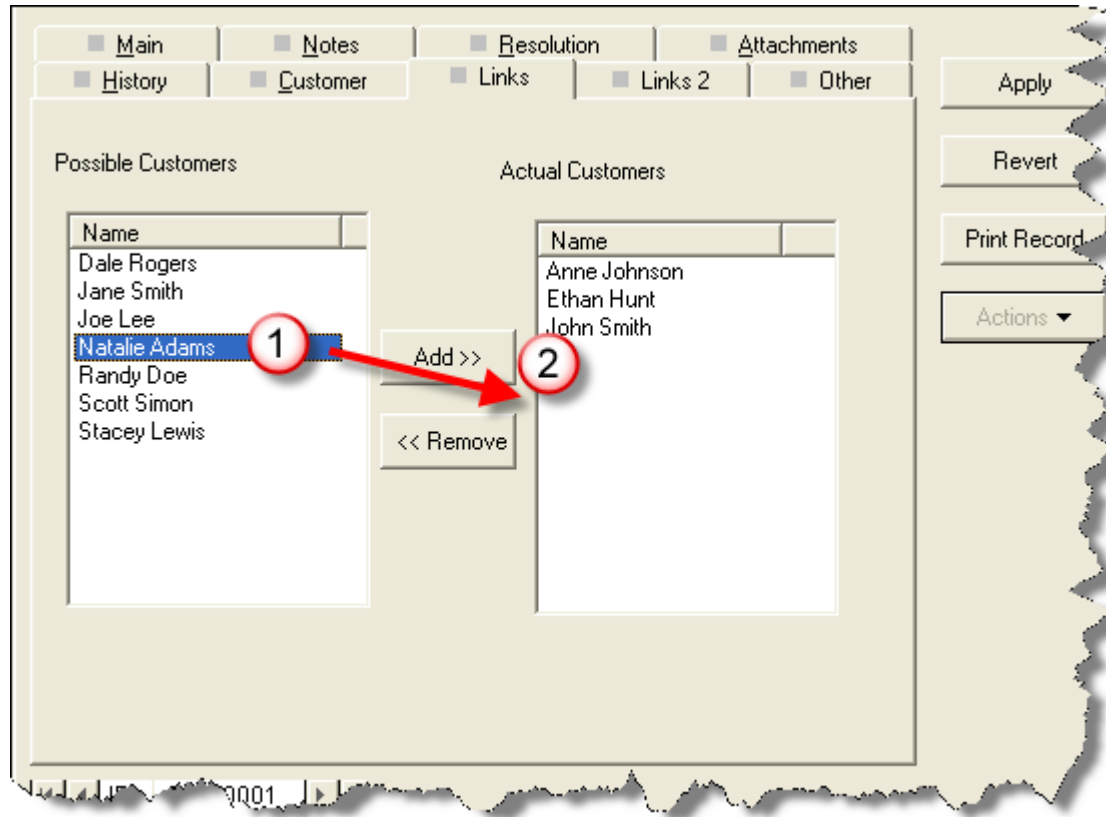 Main Notes Resolution Attachments
History Customer Links Links 2 Other
Apply
Possible Customers
Actual Customers
Revert
Name
Dale Rogers
Jane Smith
Joe Lee
Natalie Adams
Randy Doe
Scott Simon
Stacey Lewis
1
Add >>
<< Remove
2
Name
Anne Johnson
Ethan Hunt
John Smith
Print Record
Actions
0001